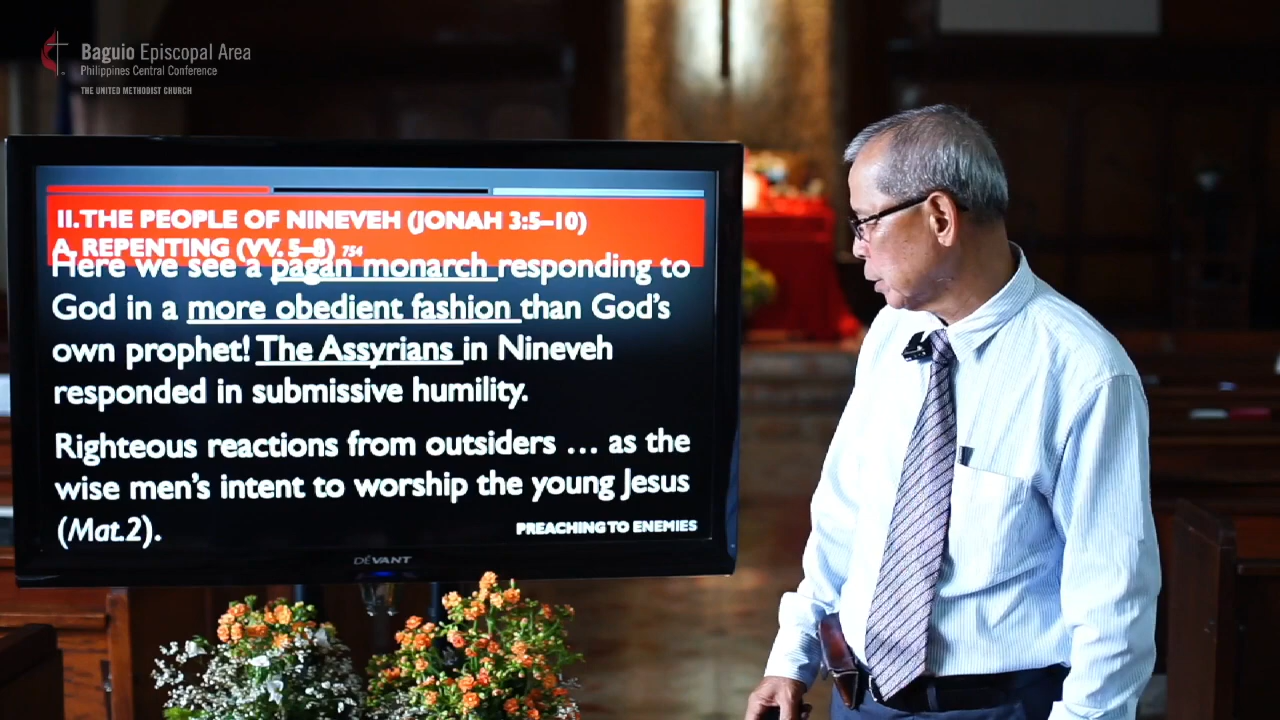 Baguio Episcopal Area
Philippines Central Conference
THE UNITED METHODIST CHURCH
II. THE PEOPLE OF NINEVEH (JONAH 3:5–10)
A. REPENTING (VV. 5–8) 754
Here we see a pagan monarch responding to
God in a more obedient fashion than God's
own prophet! The Assyrians in Nineveh
responded in submissive humility.
Righteous reactions from outsiders … as the
wise men's intent to worship the young Jesus
(Mat.2).
PREACHING TO ENEMIES
DEVANT